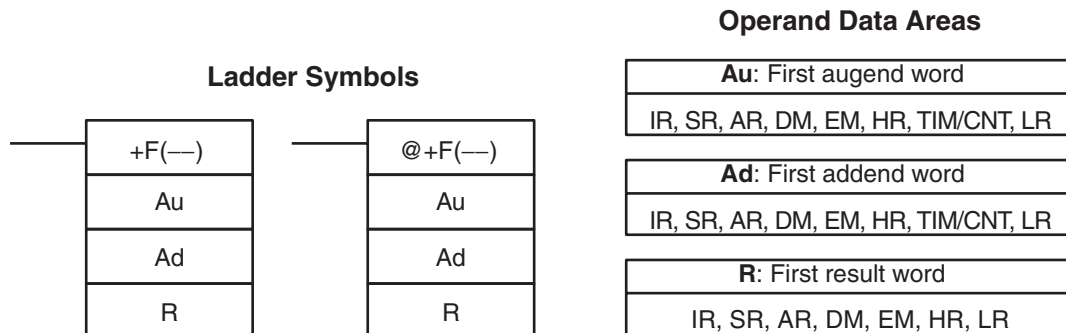 Ladder Symbols
+F(––)
Au
Ad
R
@+F(––)
Au
Ad
R
Operand Data Areas
Au: First augend word
IR, SR, AR, DM, EM, HR, TIM/CNT, LR
Ad: First addend word
IR, SR, AR, DM, EM, HR, TIM/CNT, LR
R: First result word
IR, SR, AR, DM, EM, HR, LR